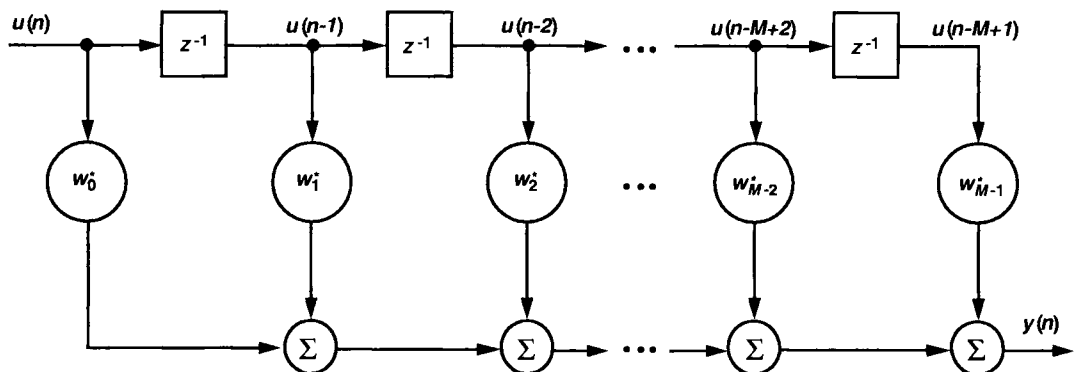 u(n) z⁻¹ u(n-1) z⁻¹ u(n-2) ••• u(n-M+2) z⁻¹ u(n-M+1)
w₀* w₁* w₂* ••• w*M-2 w*M-1
y(n)
Σ Σ ••• Σ Σ